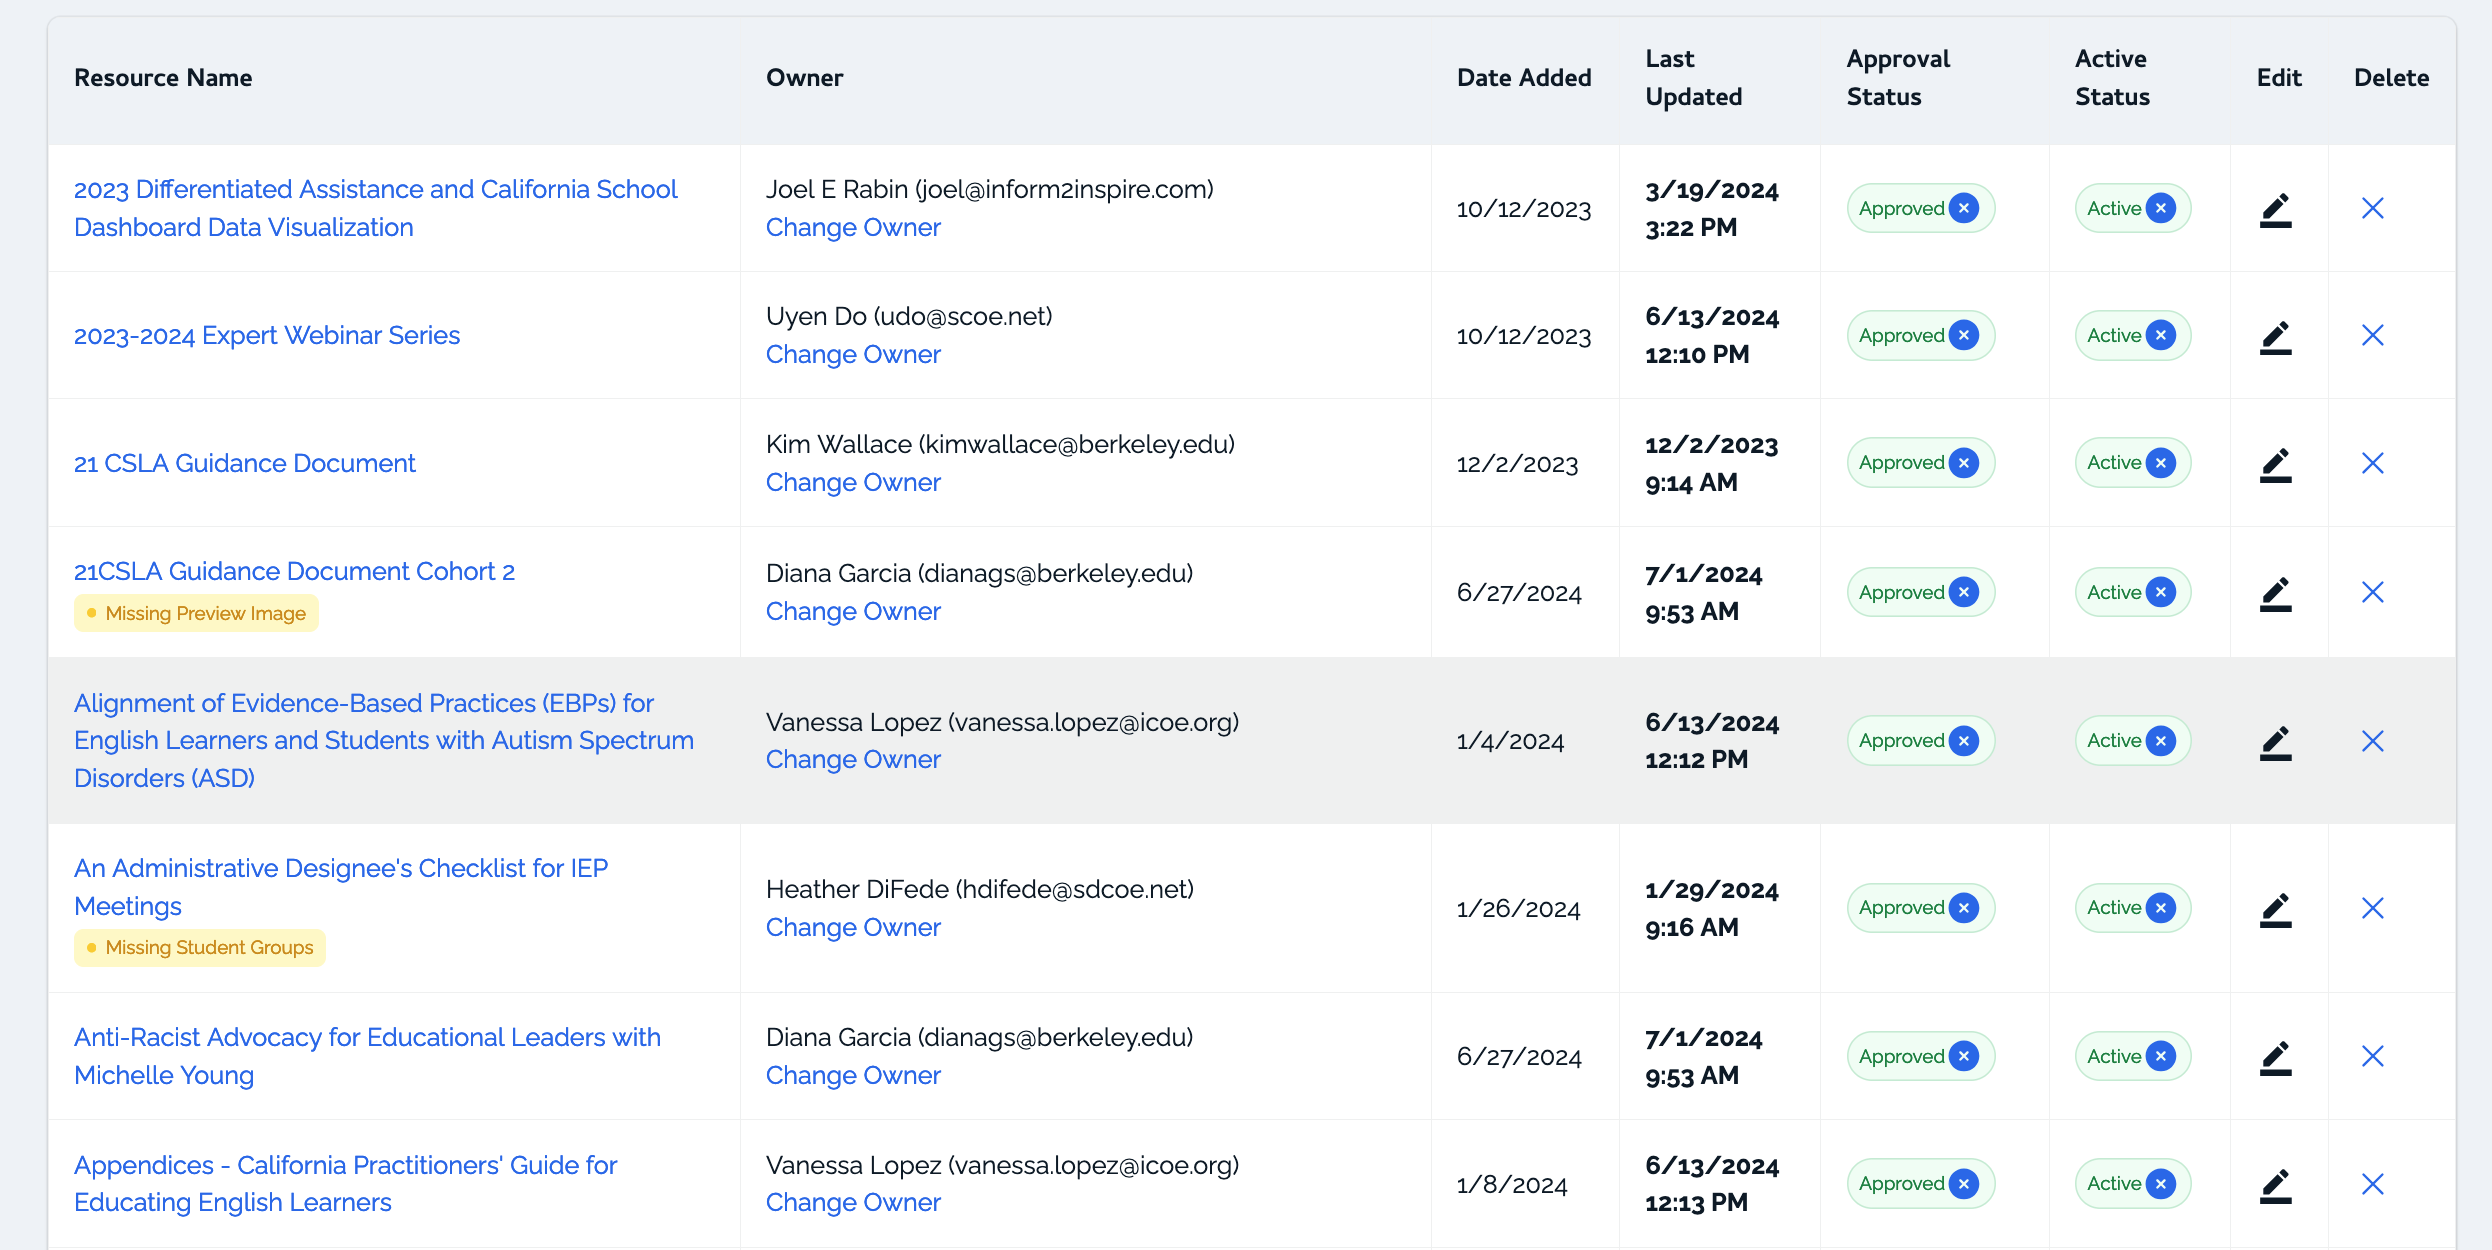 Resource Name
Owner
Date Added
Last
Updated
Approval
Status
Active
Status
Edit
Delete
2023 Differentiated Assistance and California School
Dashboard Data Visualization
Joel E Rabin (joel@inform2inspire.com)
Change Owner
10/12/2023
3/19/2024
3:22 PM
Approved
Active
2023-2024 Expert Webinar Series
Uyen Do (udo@scoe.net)
Change Owner
10/12/2023
6/13/2024
12:10 PM
Approved
Active
21 CSLA Guidance Document
Kim Wallace (kimwallace@berkeley.edu)
Change Owner
12/2/2023
12/2/2023
9:14 AM
Approved
Active
21CSLA Guidance Document Cohort 2
Missing Preview Image
Diana Garcia (dianags@berkeley.edu)
Change Owner
6/27/2024
7/1/2024
9:53 AM
Approved
Active
Alignment of Evidence-Based Practices (EBPs) for
English Learners and Students with Autism Spectrum
Disorders (ASD)
Vanessa Lopez (vanessa.lopez@icoe.org)
Change Owner
1/4/2024
6/13/2024
12:12 PM
Approved
Active
An Administrative Designee's Checklist for IEP
Meetings
Missing Student Groups
Heather DiFede (hdifede@sdcoe.net)
Change Owner
1/26/2024
1/29/2024
9:16 AM
Approved
Active
Anti-Racist Advocacy for Educational Leaders with
Michelle Young
Diana Garcia (dianags@berkeley.edu)
Change Owner
6/27/2024
7/1/2024
9:53 AM
Approved
Active
Appendices - California Practitioners' Guide for
Educating English Learners
Vanessa Lopez (vanessa.lopez@icoe.org)
Change Owner
1/8/2024
6/13/2024
12:13 PM
Approved
Active